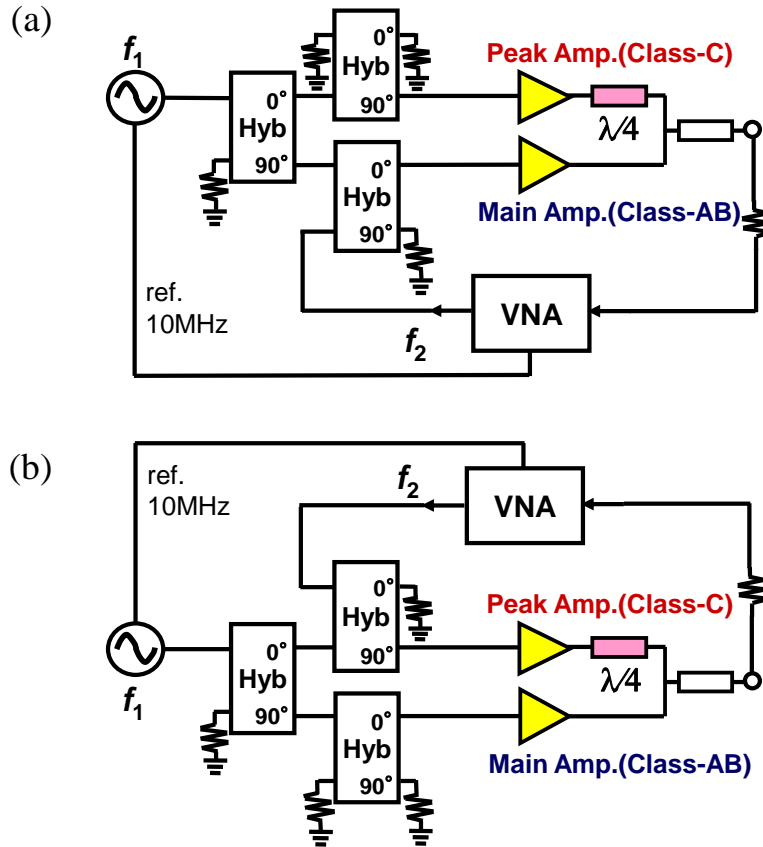 (a)
f1
0°
Hyb
90°
0°
Hyb
90°
Peak Amp.(Class-C)
λ/4
0°
Hyb
90°
Main Amp.(Class-AB)
ref.
10MHz
f2
VNA
(b)
ref.
10MHz
f2
VNA
0°
Hyb
90°
Peak Amp.(Class-C)
λ/4
f1
0°
Hyb
90°
0°
Hyb
90°
Main Amp.(Class-AB)